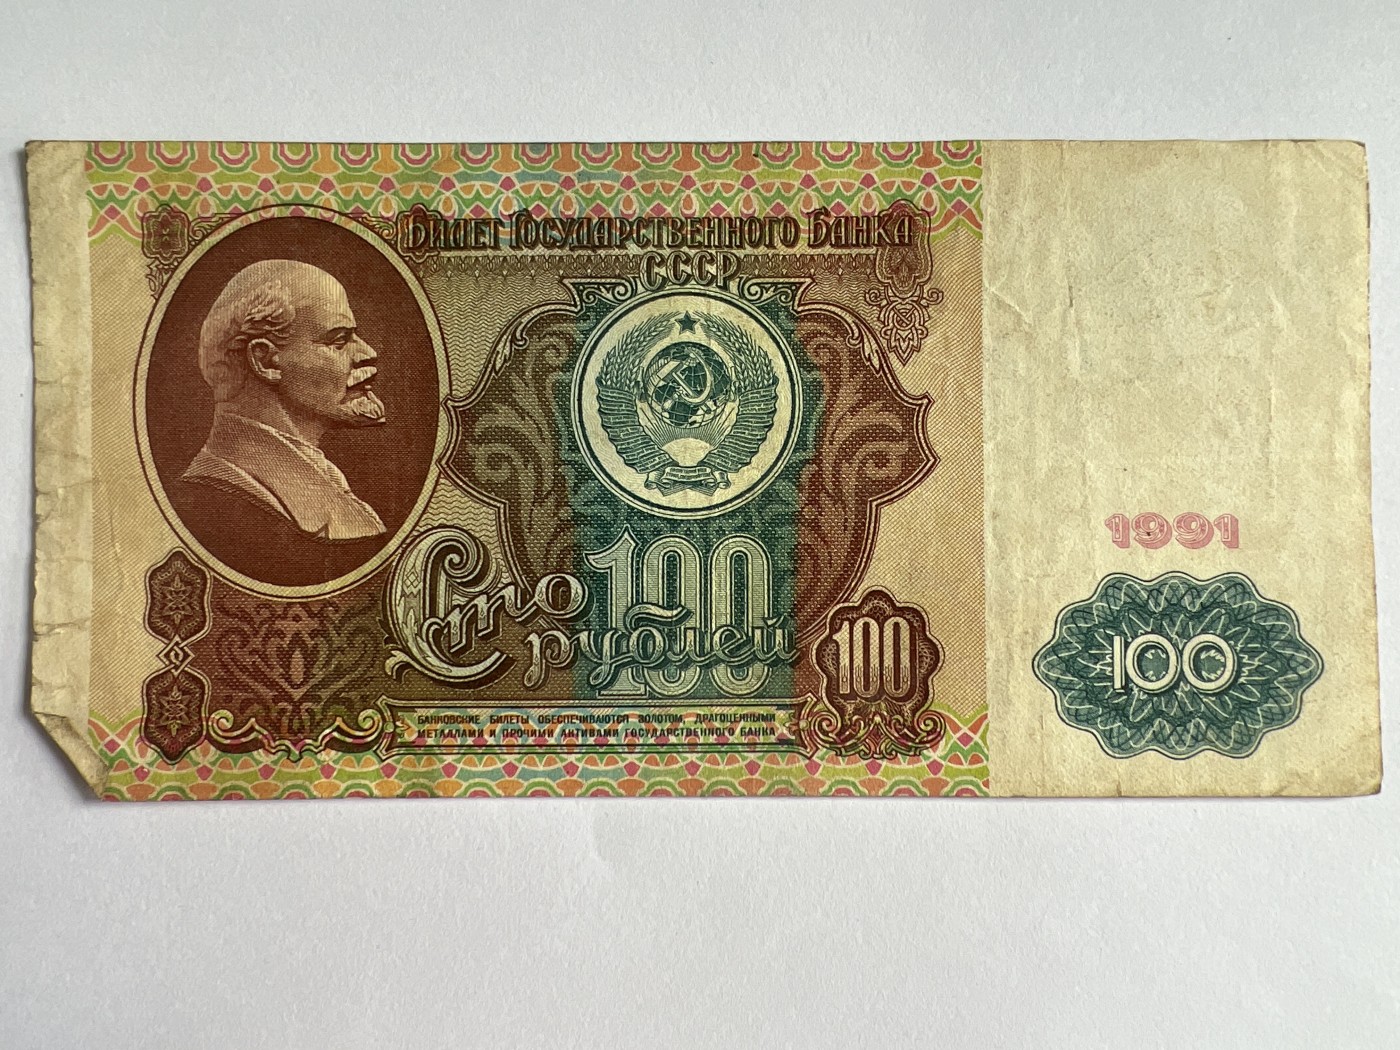 Билет Государственного Банка
СССР
100
Сто
рублей
100
БАНКОВСКИЕ БИЛЕТЫ ОБЕСПЕЧИВАЮТСЯ ЗОЛОТОМ, ДРАГОЦЕННЫМИ
МЕТАЛЛАМИ И ПРОЧИМИ АКТИВАМИ ГОСУДАРСТВЕННОГО БАНКА
1991
100